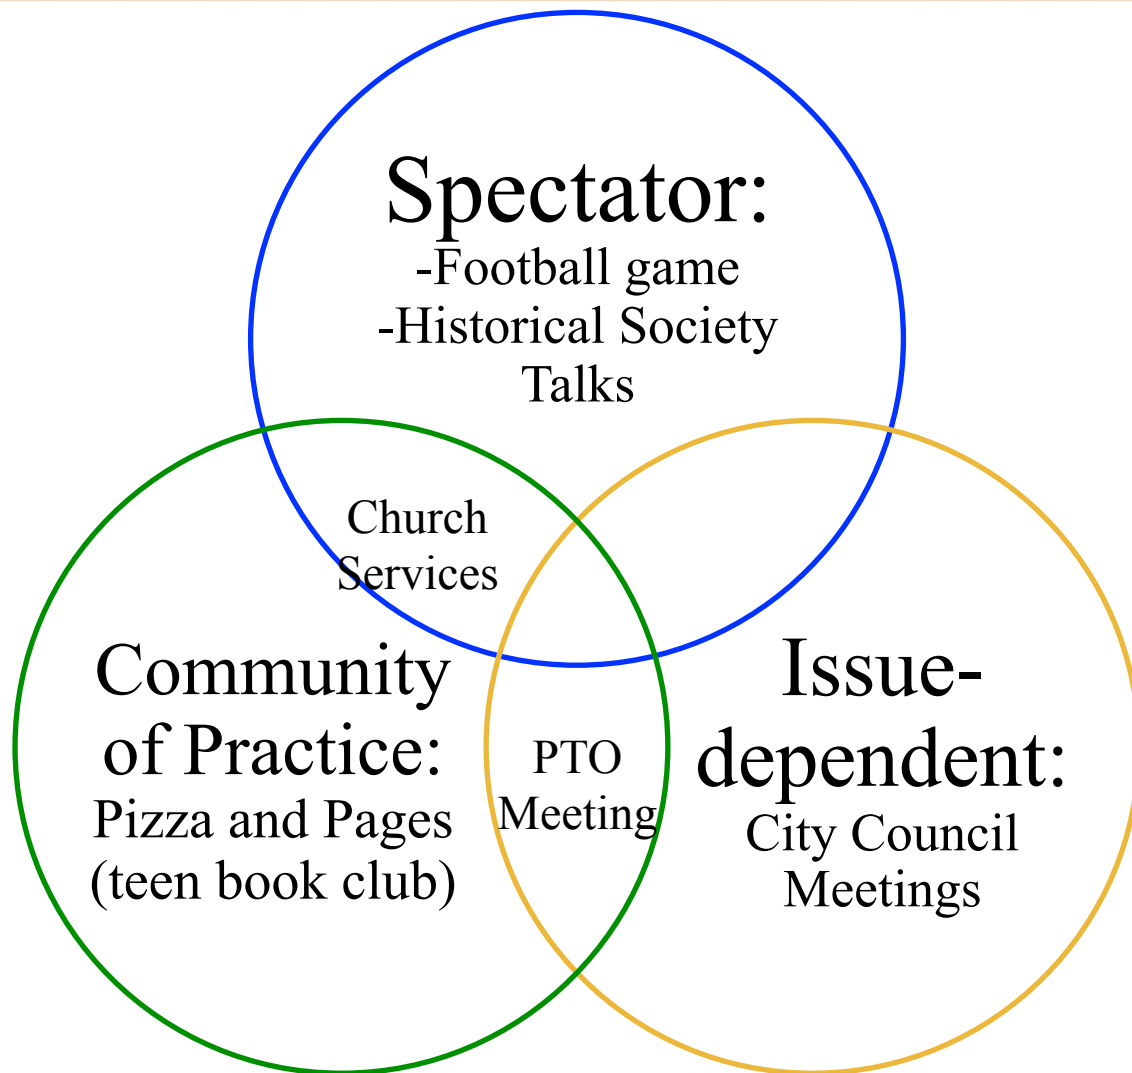 Spectator:
-Football game
-Historical Society
Talks
Church
Services
Community
of Practice:
Pizza and Pages
(teen book club)
PTO
Meeting
Issue-
dependent:
City Council
Meetings